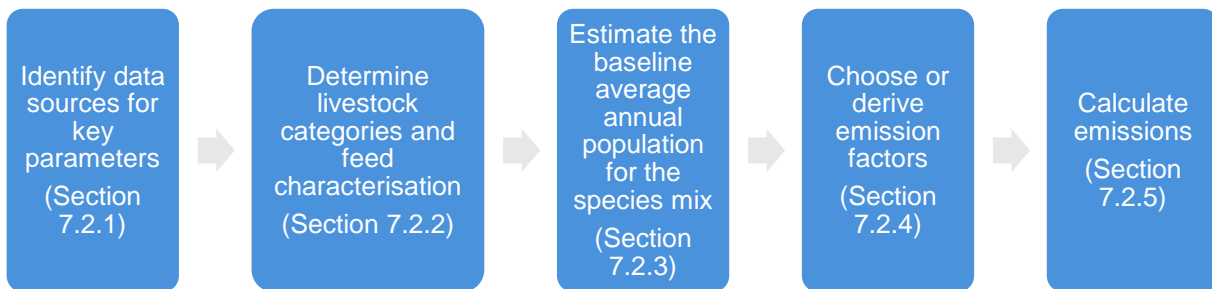 Identify data
sources for
key
parameters
(Section
7.2.1)
Determine
livestock
categories and
feed
characterisation
(Section 7.2.2)
Estimate the
baseline
average
annual
population
for the
species mix
(Section
7.2.3)
Choose or
derive
emission
factors
(Section
7.2.4)
Calculate
emissions
(Section
7.2.5)